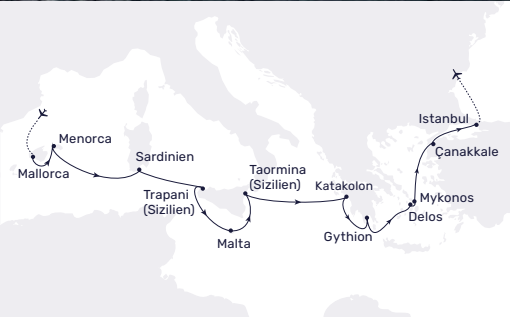 Menorca
Mallorca
Sardinien
Trapani
(Sizilien)
Malta
Taormina
(Sizilien)
Katakolon
Gythion
Delos
Mykonos
Çanakkale
Istanbul